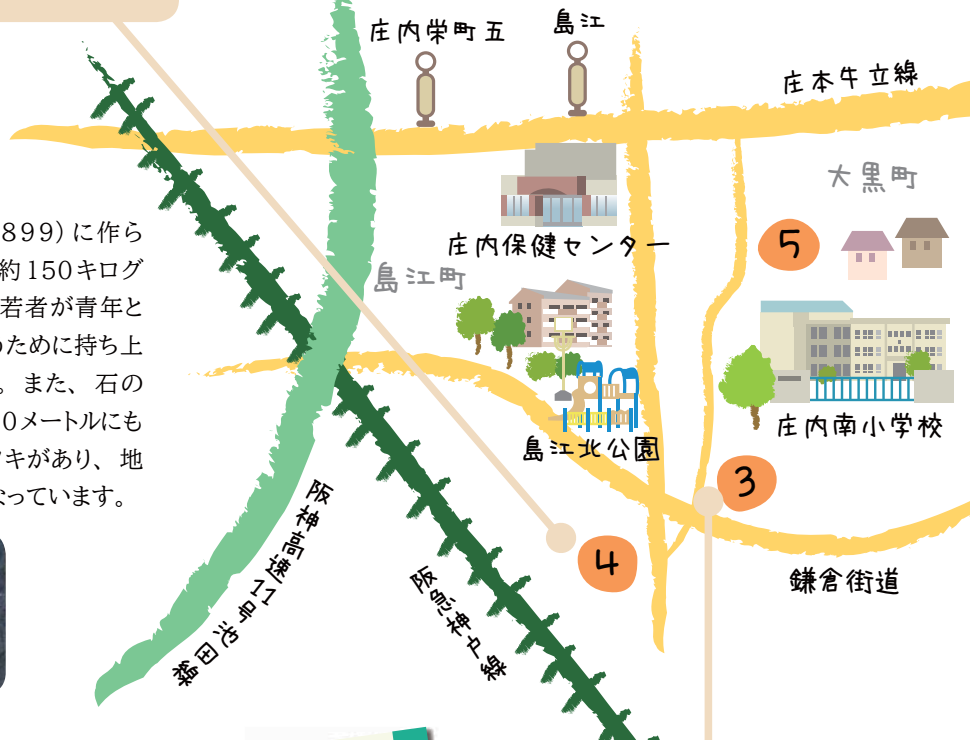 庄内栄町五
島江
庄本牛立線
大黒町
899）に作ら
約150キログ
若者が青年と
のために持ち上
。また、石の
0メートルにも
キがあり、地
なっています。
庄内保健センター
5
島江町
島江北公園
庄内南小学校
3
4
鎌倉街道
阪神高速11号池田線
阪急神戸線